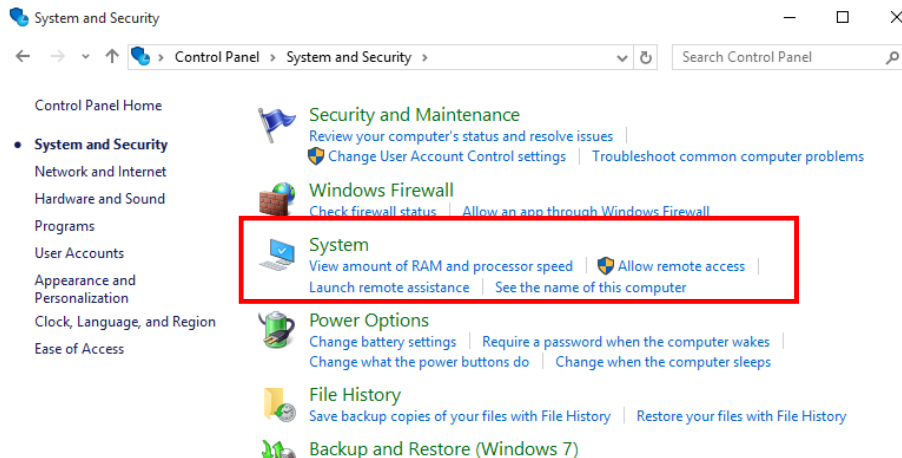 System and Security
Control Panel > System and Security >
Search Control Panel
Control Panel Home
System and Security
Network and Internet
Hardware and Sound
Programs
User Accounts
Appearance and
Personalization
Clock, Language, and Region
Ease of Access
Security and Maintenance
Review your computer's status and resolve issues
Change User Account Control settings
Troubleshoot common computer problems
Windows Firewall
Check firewall status
Allow an app through Windows Firewall
System
View amount of RAM and processor speed
Allow remote access
Launch remote assistance
See the name of this computer
Power Options
Change battery settings
Require a password when the computer wakes
Change what the power buttons do
Change when the computer sleeps
File History
Save backup copies of your files with File History
Restore your files with File History
Backup and Restore (Windows 7)